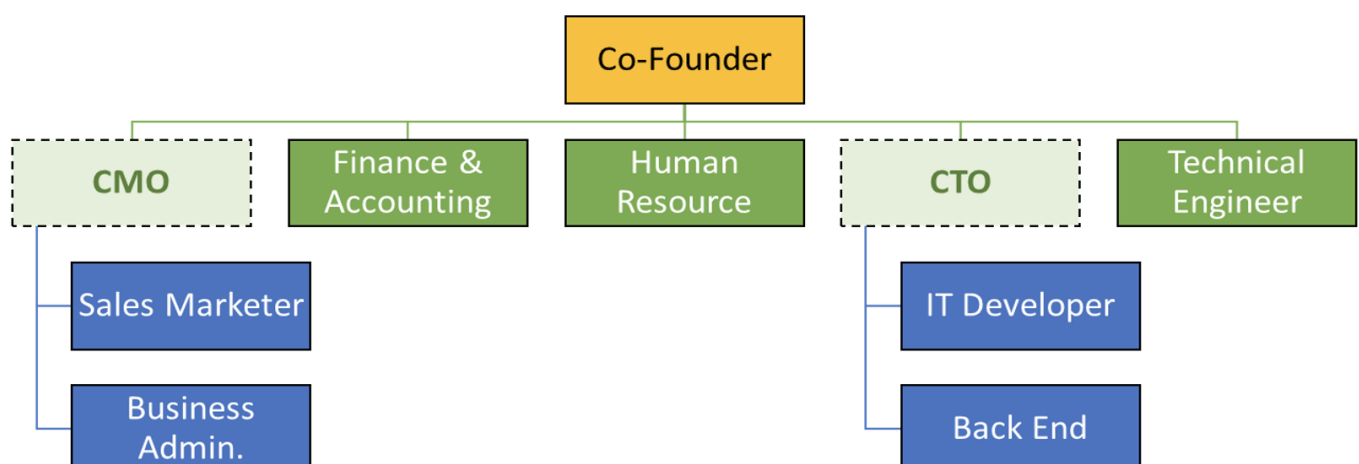 Co-Founder
CMO
Finance &
Accounting
Human
Resource
CTO
Technical
Engineer
Sales Marketer
IT Developer
Business
Admin.
Back End